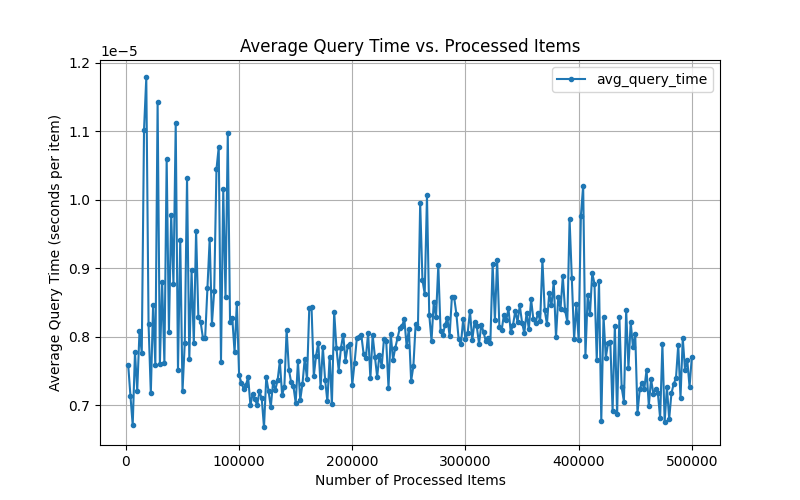 Average Query Time vs. Processed Items
1e−5
avg_query_time
1.2
1.1
1.0
0.9
0.8
0.7
Average Query Time (seconds per item)
0 100000 200000 300000 400000 500000
Number of Processed Items